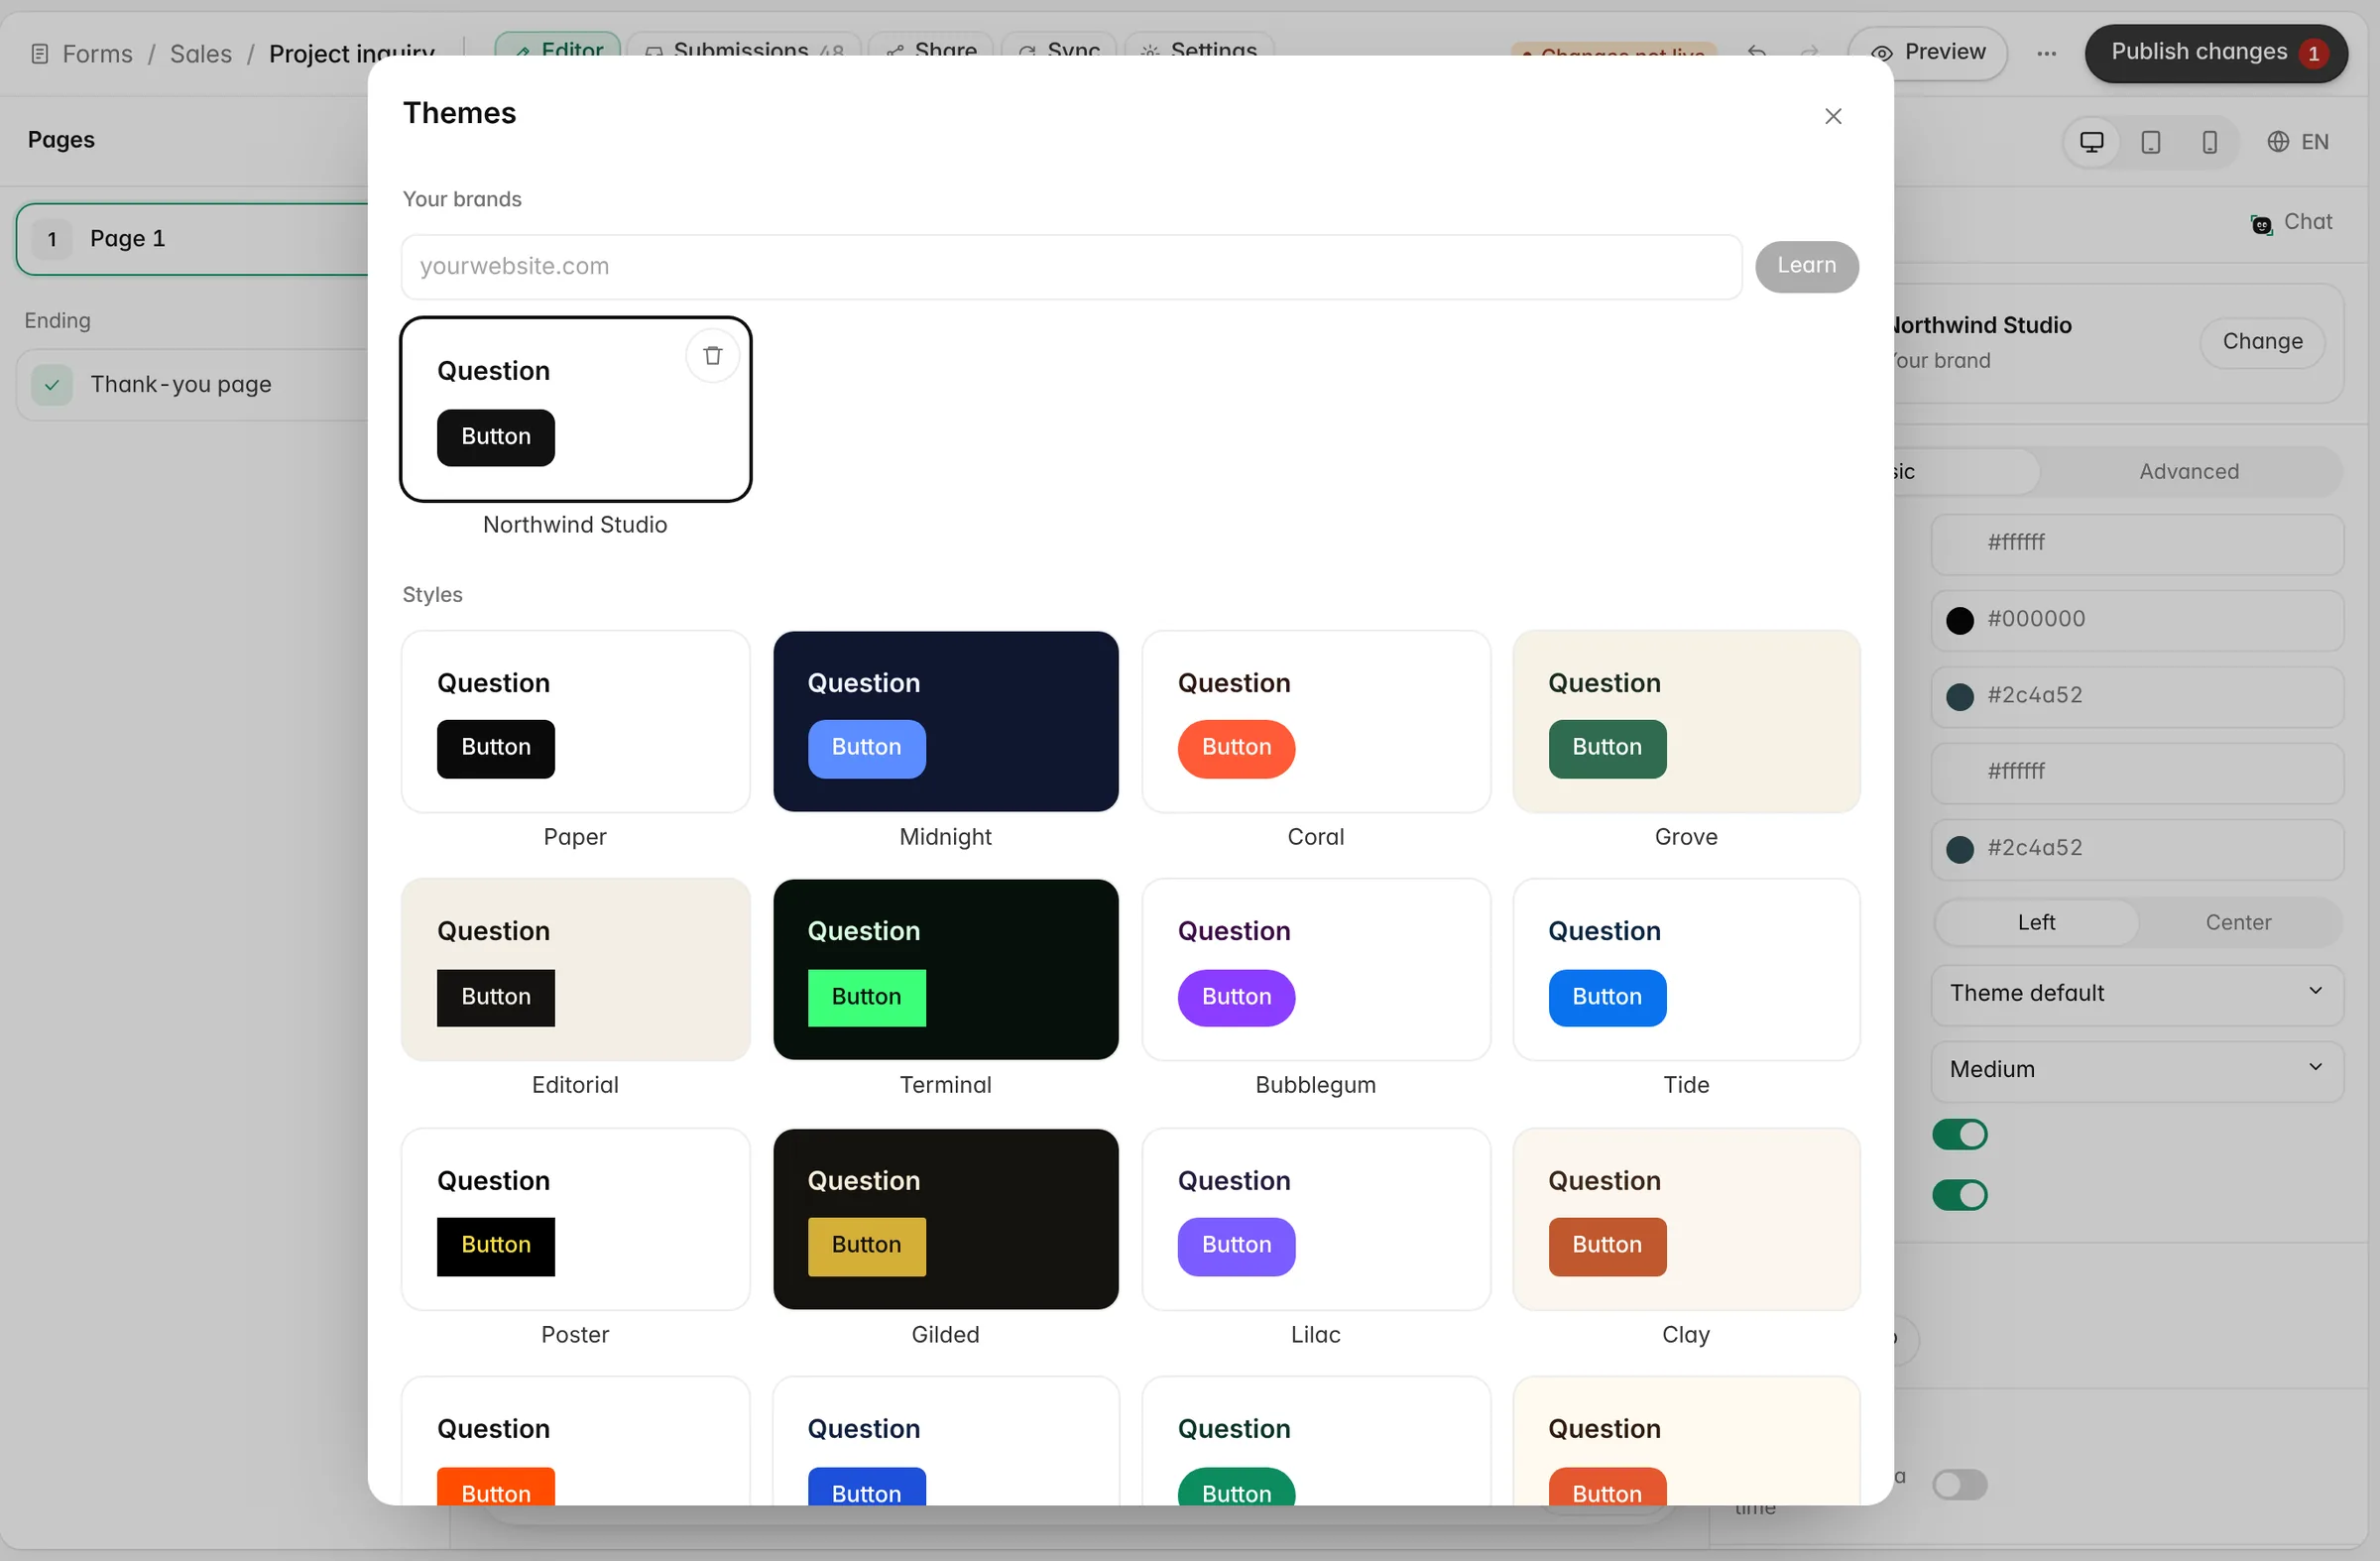 Forms / Sales / Project inquiry
Editor
Submissions 48
Share
Sync
Settings
Changes not live
Preview
Publish changes 1
Pages
EN
1 Page 1
Ending
Thank-you page
Chat
Northwind Studio
Your brand
Change
Advanced
#ffffff
#000000
#2c4a52
#ffffff
#2c4a52
Left
Center
Theme default
Medium
time
Themes
Your brands
yourwebsite.com
Learn
Question
Button
Northwind Studio
Styles
Question
Button
Paper
Question
Button
Midnight
Question
Button
Coral
Question
Button
Grove
Question
Button
Editorial
Question
Button
Terminal
Question
Button
Bubblegum
Question
Button
Tide
Question
Button
Poster
Question
Button
Gilded
Question
Button
Lilac
Question
Button
Clay
Question
Button
Question
Button
Question
Button
Question
Button